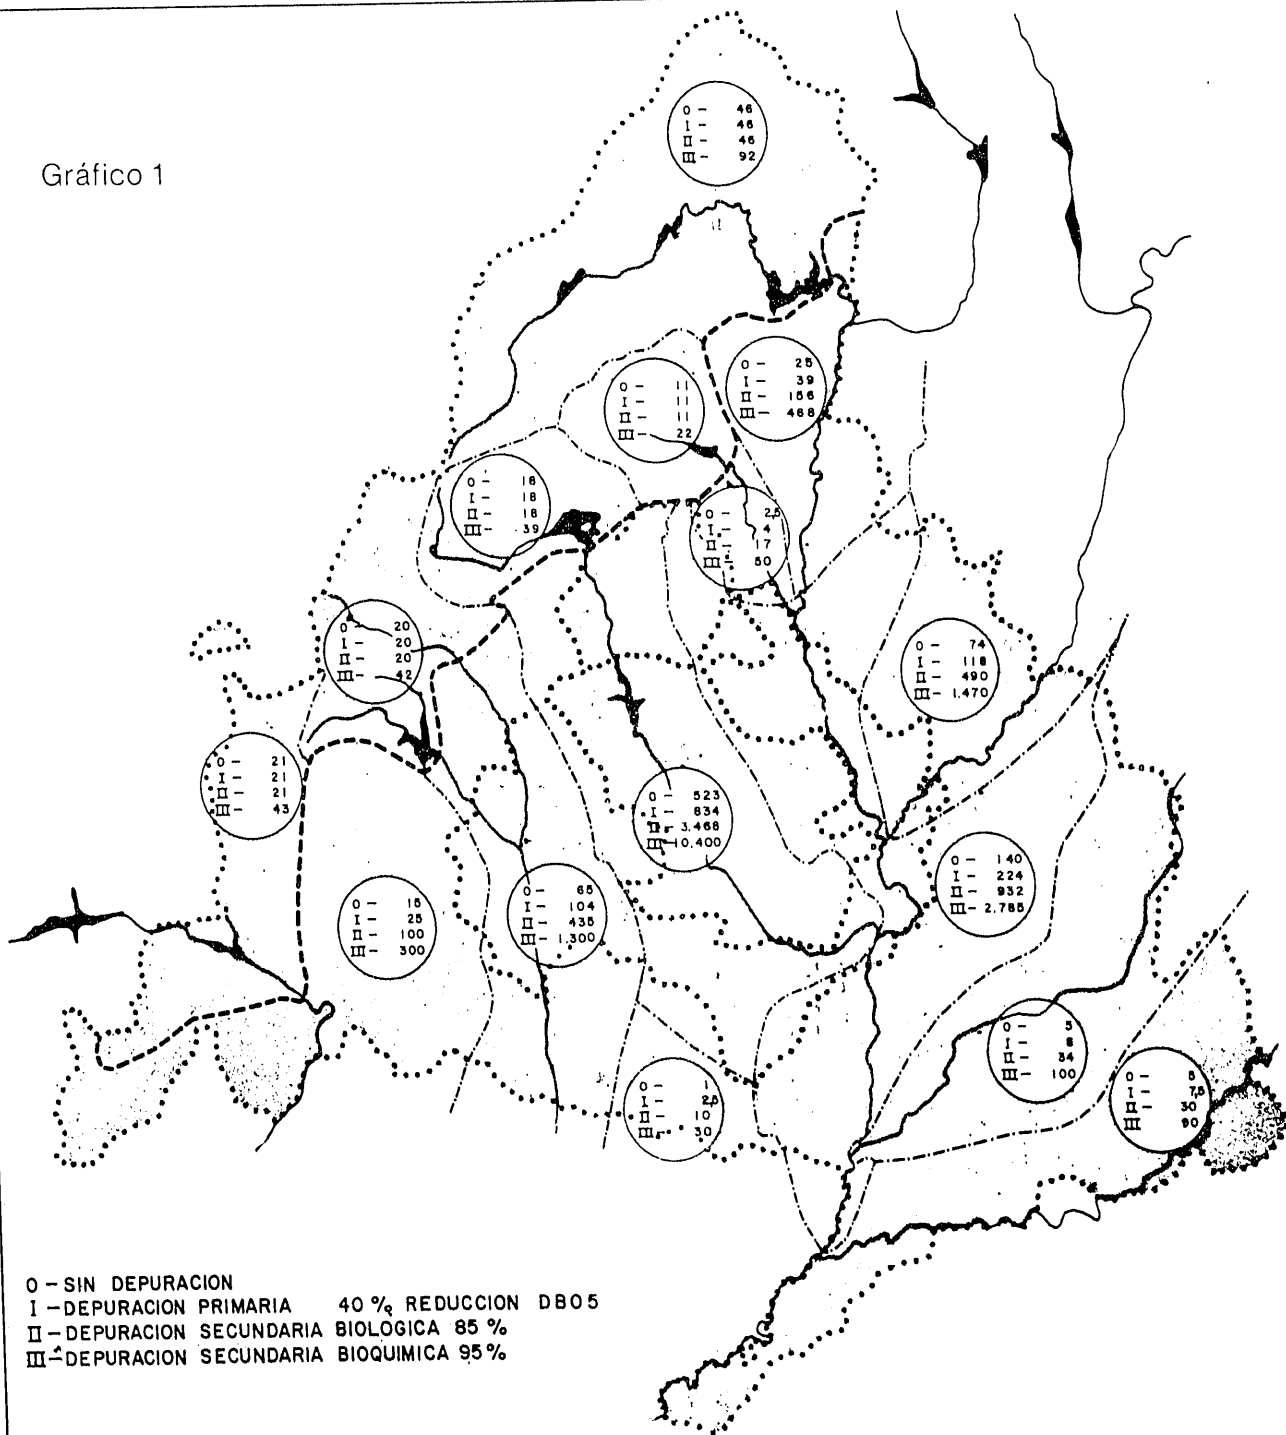 Gráfico 1
0 - 46
I - 46
II - 46
III - 92
0 - 25
I - 39
II - 156
III - 468
0 - 11
I - 11
II - 11
III - 22
0 - 18
I - 18
II - 18
III - 39
0 - 2,5
I - 4
II - 17
III - 50
0 - 20
I - 20
II - 20
III - 42
0 - 74
I - 118
II - 490
III - 1.470
0 - 21
I - 21
II - 21
III - 43
0 - 523
I - 834
II - 3.468
III - 10.400
0 - 15
I - 25
II - 100
III - 300
0 - 65
I - 104
II - 435
III - 1.300
0 - 140
I - 224
II - 932
III - 2.785
0 - 5
I - 8
II - 34
III - 100
0 - 1
I - 2,5
II - 10
III - 30
0 - 5
I - 7,5
II - 30
III 90
0 - SIN DEPURACION
I - DEPURACION PRIMARIA 40 % REDUCCION DBO5
II - DEPURACION SECUNDARIA BIOLOGICA 85 %
III - DEPURACION SECUNDARIA BIOQUIMICA 95 %